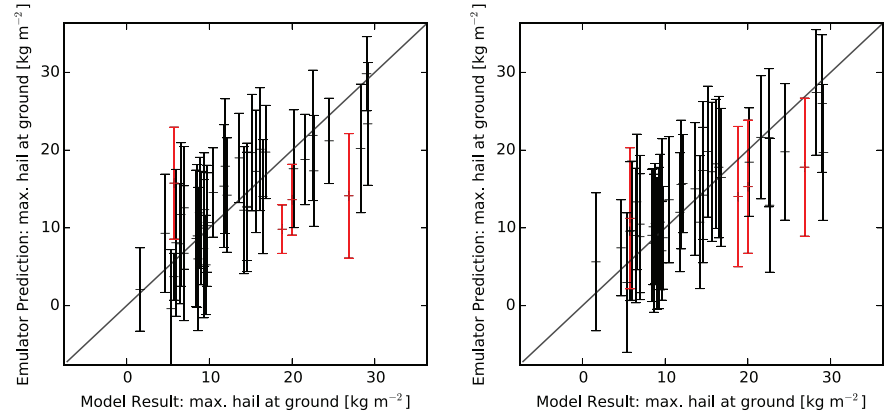 Emulator Prediction: max. hail at ground [kg m⁻²]
30
20
10
0
0 10 20 30
Model Result: max. hail at ground [kg m⁻²]
Emulator Prediction: max. hail at ground [kg m⁻²]
30
20
10
0
0 10 20 30
Model Result: max. hail at ground [kg m⁻²]